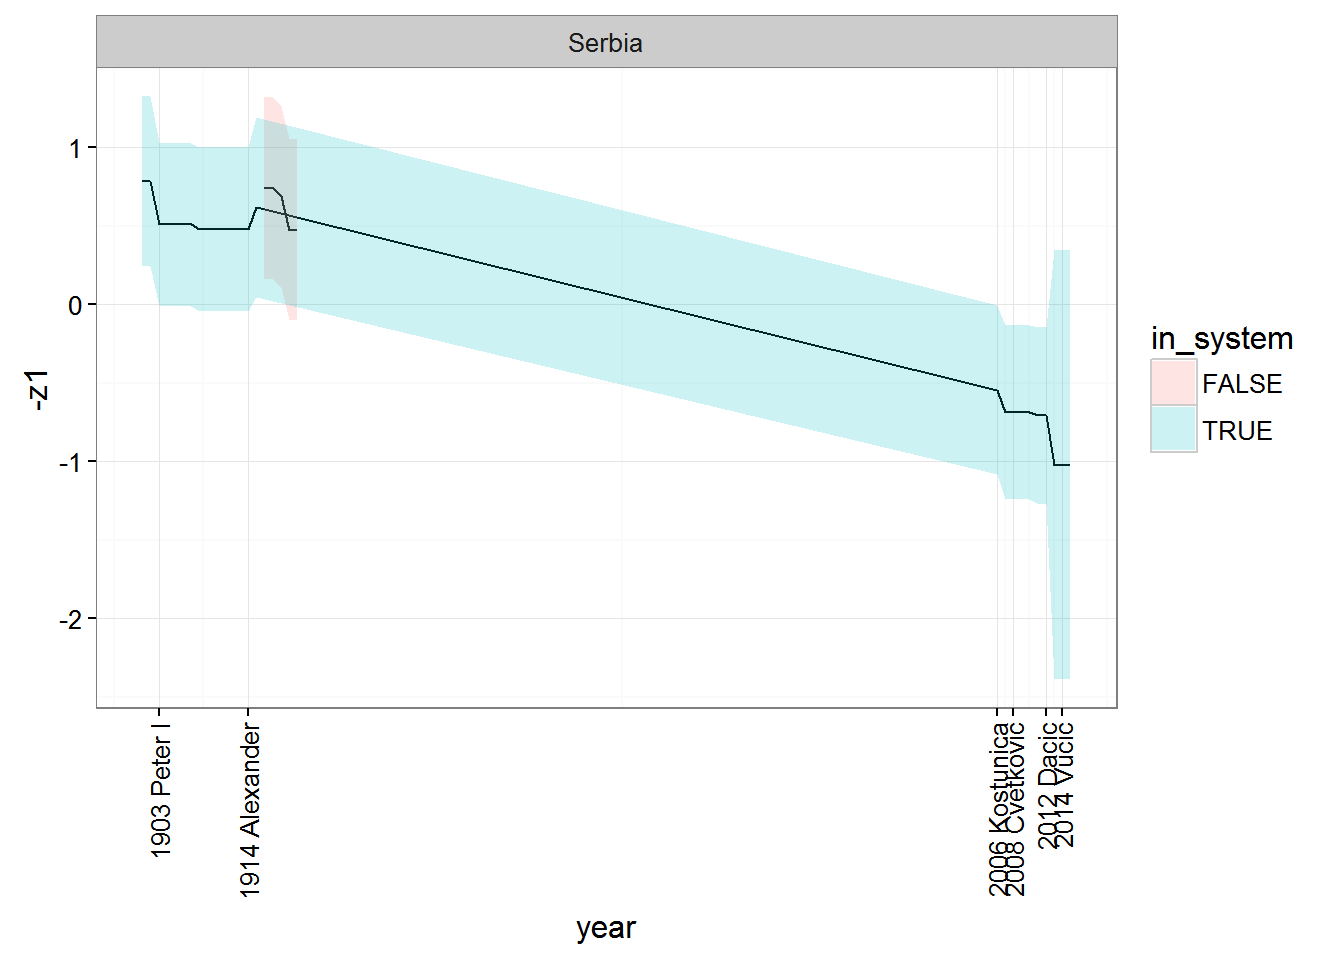 Serbia
1
0
-1
-2
-z1
1903 Peter I
1914 Alexander
2006 Kostunica
2008 Cvetkovic
2012 Dacic
2014 Vucic
year
in_system
FALSE
TRUE